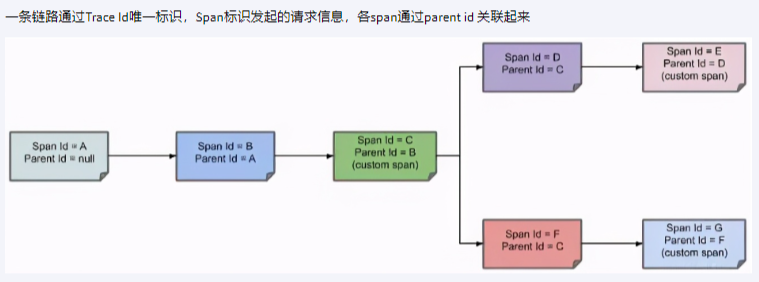 一条链路通过Trace Id唯一标识，Span标识发起的请求信息，各span通过parent id 关联起来
Span Id = A
Parent Id = null
Span Id = B
Parent Id = A
Span Id = C
Parent Id = B
(custom span)
Span Id = D
Parent Id = C
Span Id = E
Parent Id = D
(custom span)
Span Id = F
Parent Id = C
Span Id = G
Parent Id = F
(custom span)